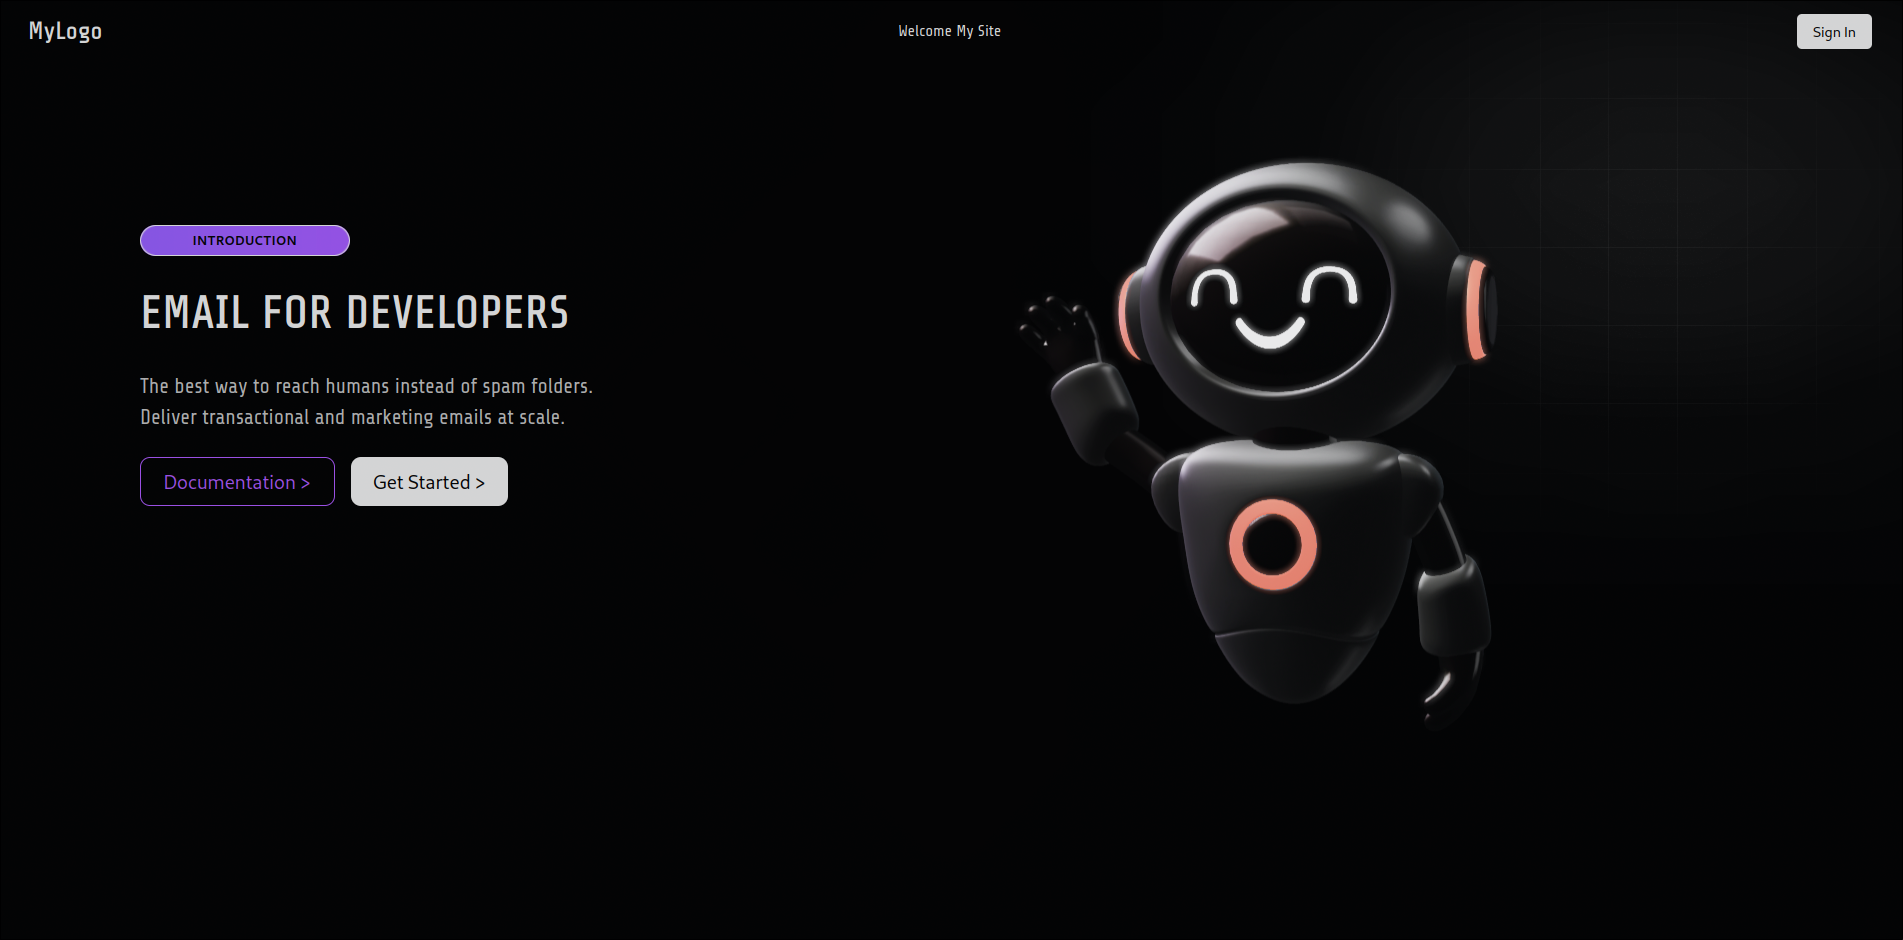 MyLogo
Welcome My Site
Sign In
INTRODUCTION
EMAIL FOR DEVELOPERS
The best way to reach humans instead of spam folders.
Deliver transactional and marketing emails at scale.
Documentation >
Get Started >